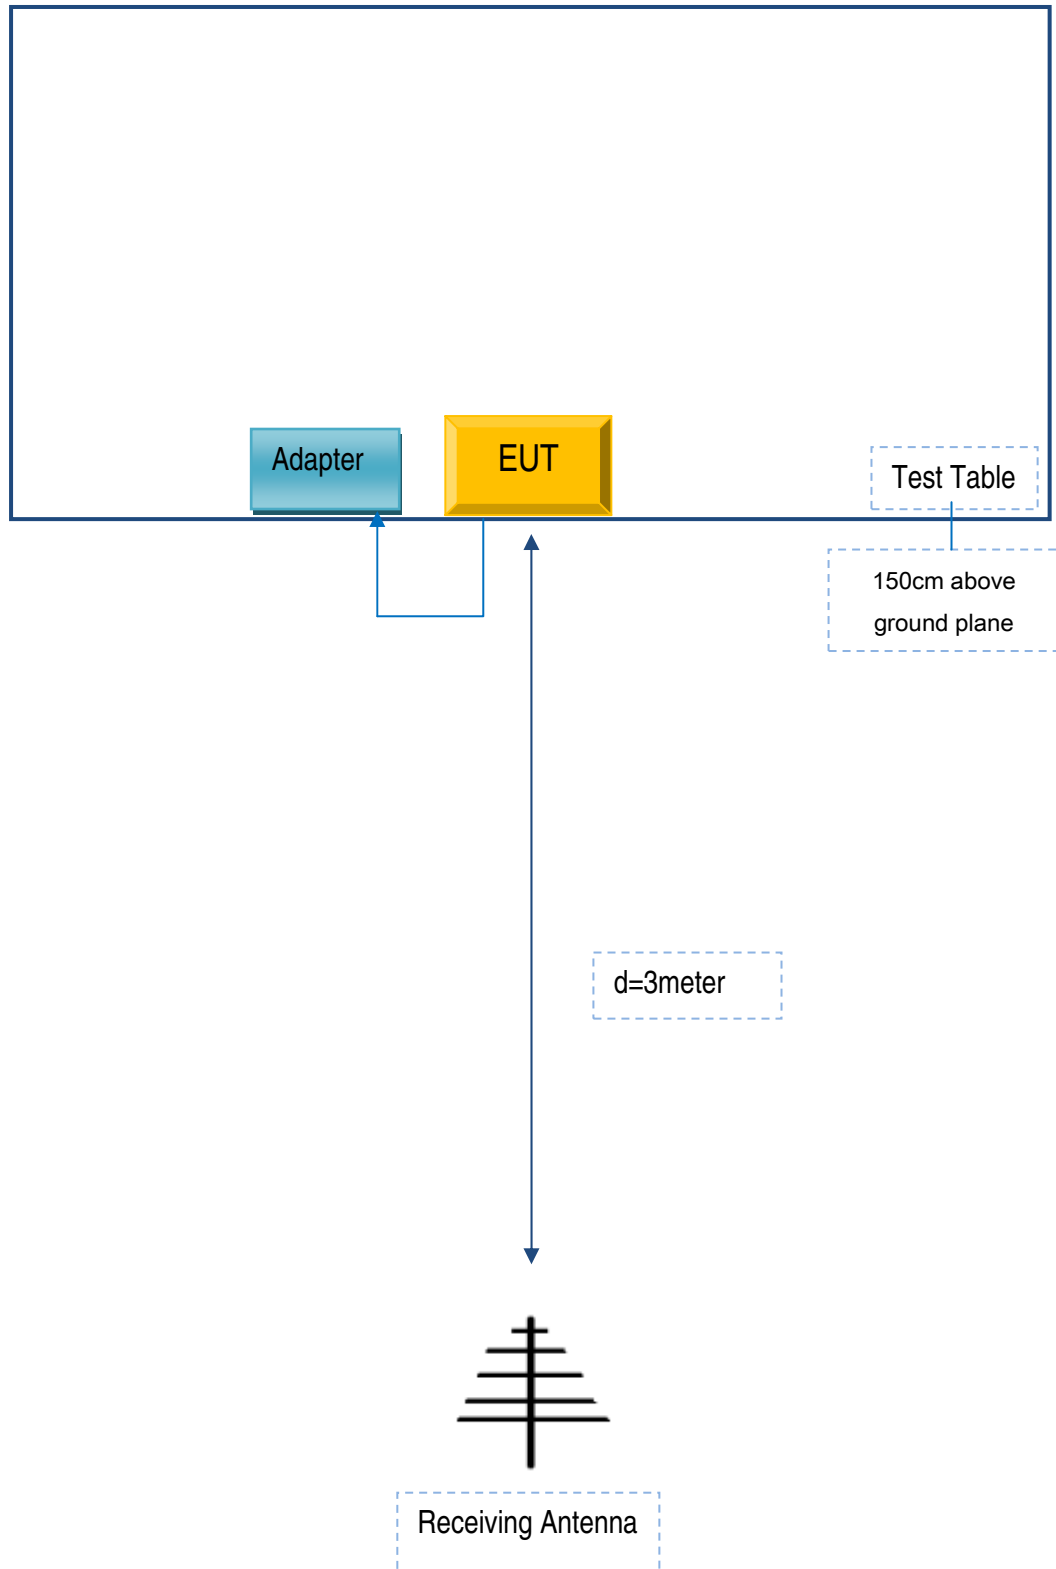 Adapter
EUT
Test Table
150cm above
ground plane
d=3meter
Receiving Antenna